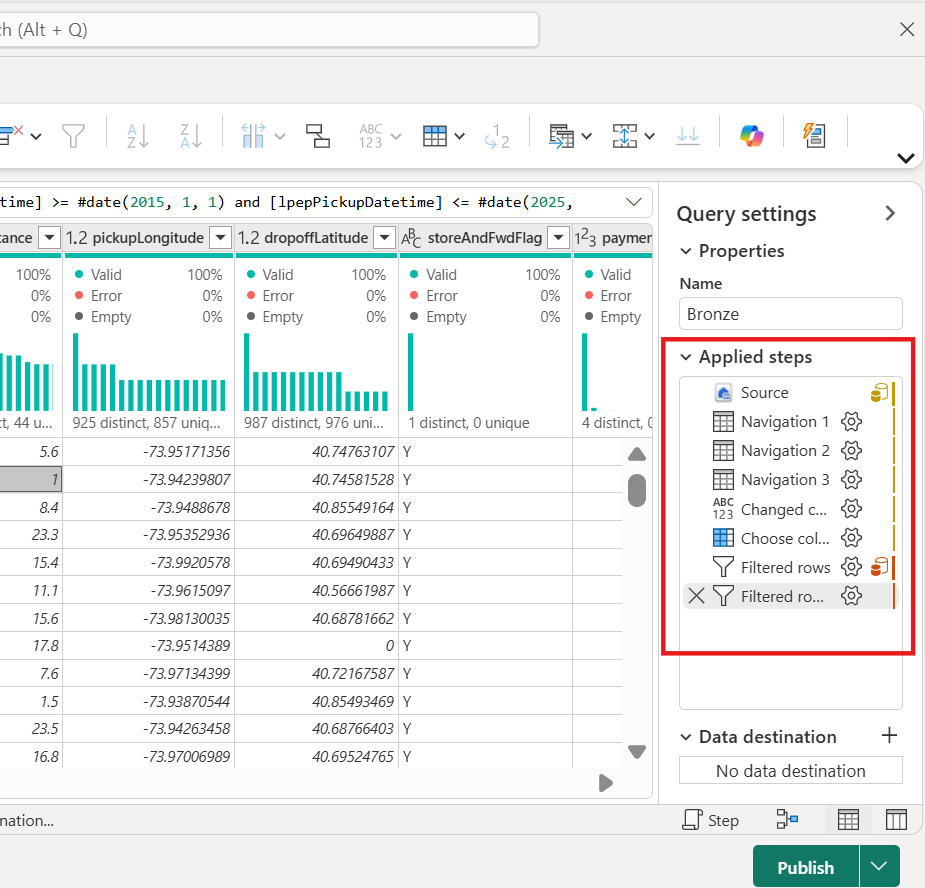 ch (Alt + Q)
ABC
123
time] >= #date(2015, 1, 1) and [lpepPickupDatetime] <= #date(2025,
tance 1.2 pickupLongitude 1.2 dropoffLatitude ABC storeAndFwdFlag 123 paymer
100% Valid 100% Valid 100% Valid 100% Valid
0% Error 0% Error 0% Error 0% Error
0% Empty 0% Empty 0% Empty 0% Empty
t, 44 u... 925 distinct, 857 uniq... 987 distinct, 976 uni... 1 distinct, 0 unique 4 distinct, 0
5.6 -73.95171356 40.74763107 Y
1 -73.94239807 40.74581528 Y
8.4 -73.9488678 40.85549164 Y
23.3 -73.95352936 40.69649887 Y
15.4 -73.9920578 40.69490433 Y
11.1 -73.9615097 40.56661987 Y
15.6 -73.98130035 40.68781662 Y
17.8 -73.9514389 0 Y
7.6 -73.97134399 40.72167587 Y
1.5 -73.93870544 40.85493469 Y
23.5 -73.94263458 40.68766403 Y
16.8 -73.97006989 40.69524765 Y
Query settings
Properties
Name
Bronze
Applied steps
Source
Navigation 1
Navigation 2
Navigation 3
ABC
123 Changed c...
Choose col...
Filtered rows
Filtered ro...
Data destination
No data destination
nation...
Step
Publish